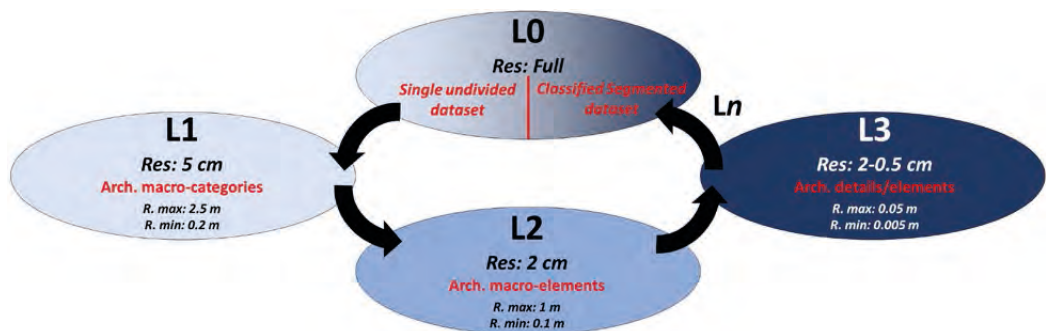 L0
Res: Full
Single undivided
dataset
Classified Segmented
dataset
L1
Res: 5 cm
Arch. macro-categories
R. max: 2.5 m
R. min: 0.2 m
L2
Res: 2 cm
Arch. macro-elements
R. max: 1 m
R. min: 0.1 m
Ln
L3
Res: 2-0.5 cm
Arch. details/elements
R. max: 0.05 m
R. min: 0.005 m